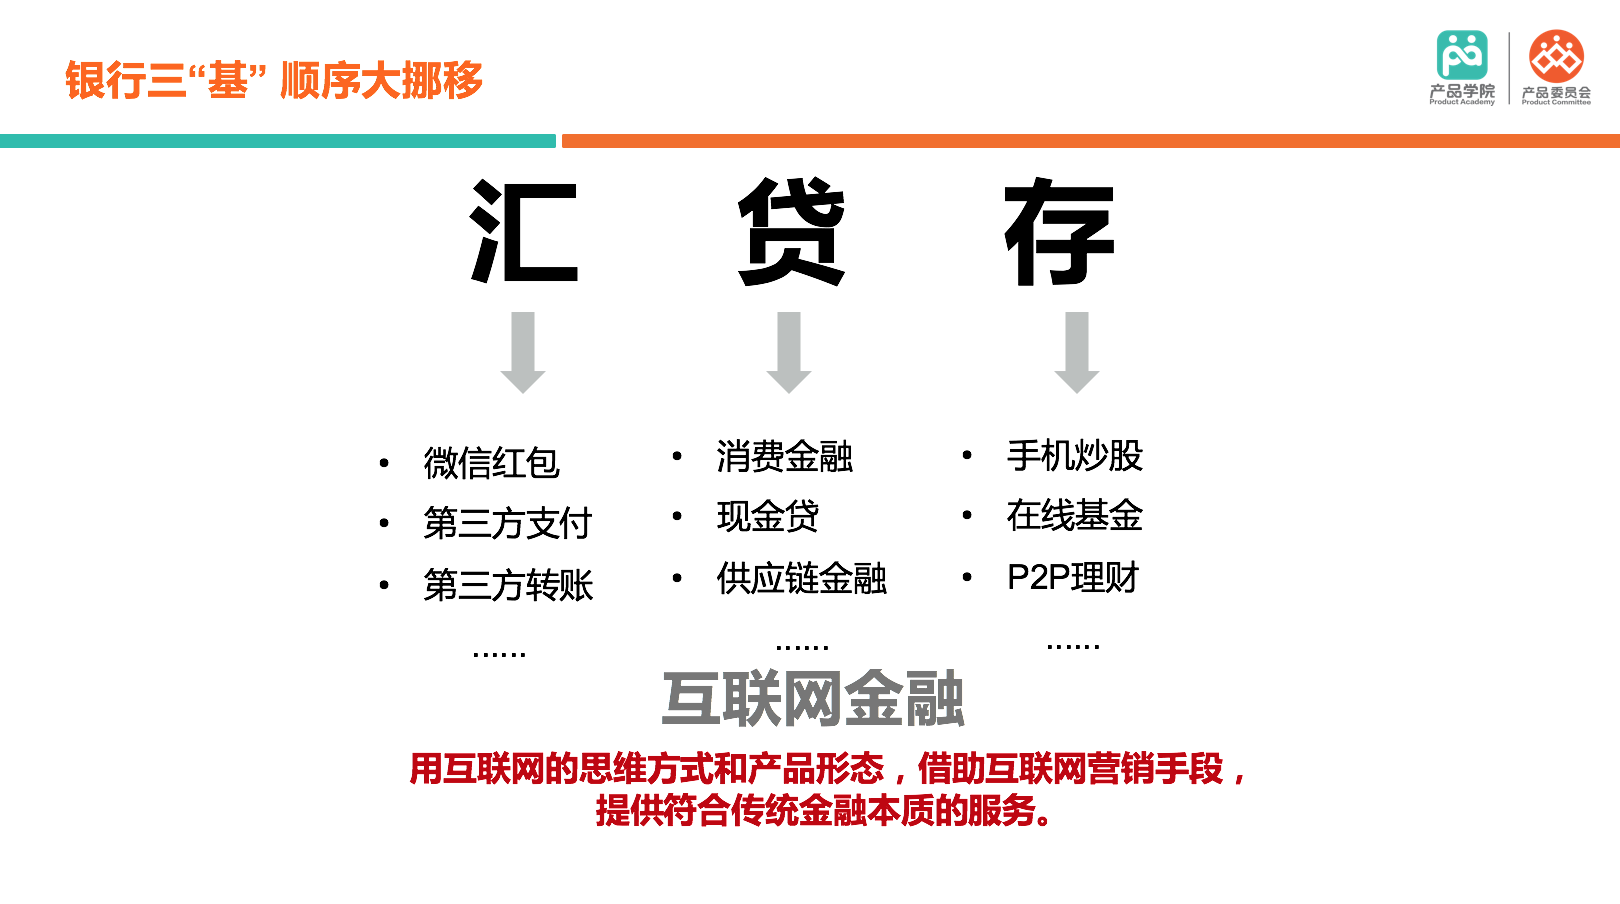 银行三“基” 顺序大挪移
产品学院
Product Academy
产品委员会
Product Committee
汇 贷 存
• 微信红包
• 第三方支付
• 第三方转账
......
• 消费金融
• 现金贷
• 供应链金融
......
• 手机炒股
• 在线基金
• P2P理财
......
互联网金融
用互联网的思维方式和产品形态，借助互联网营销手段，
提供符合传统金融本质的服务。